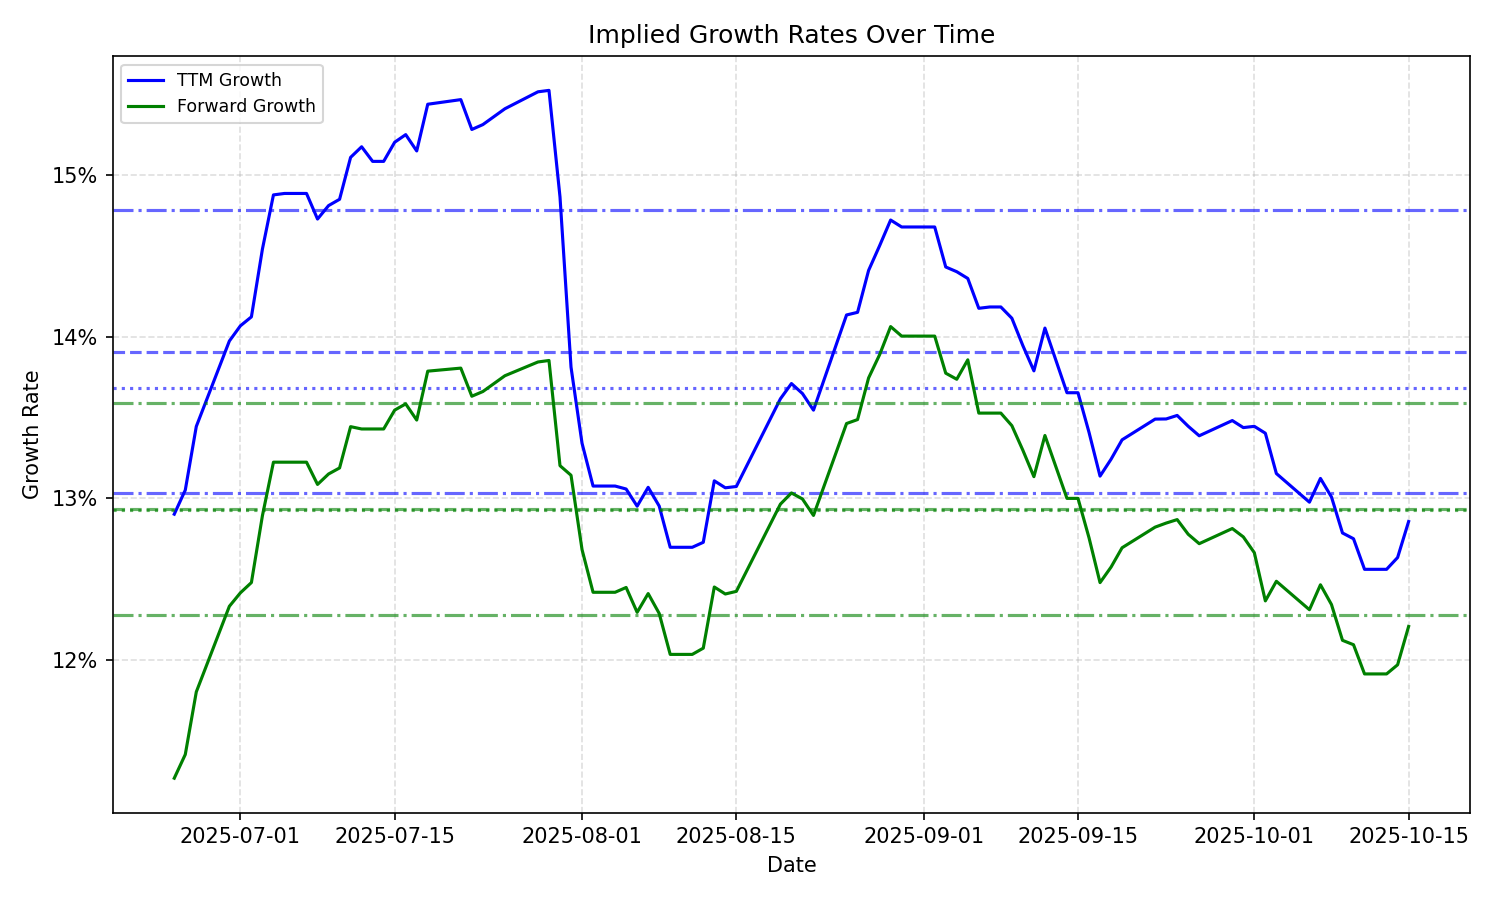 Implied Growth Rates Over Time
TTM Growth
Forward Growth
15%
14%
13%
12%
Growth Rate
2025-07-01
2025-07-15
2025-08-01
2025-08-15
2025-09-01
2025-09-15
2025-10-01
2025-10-15
Date